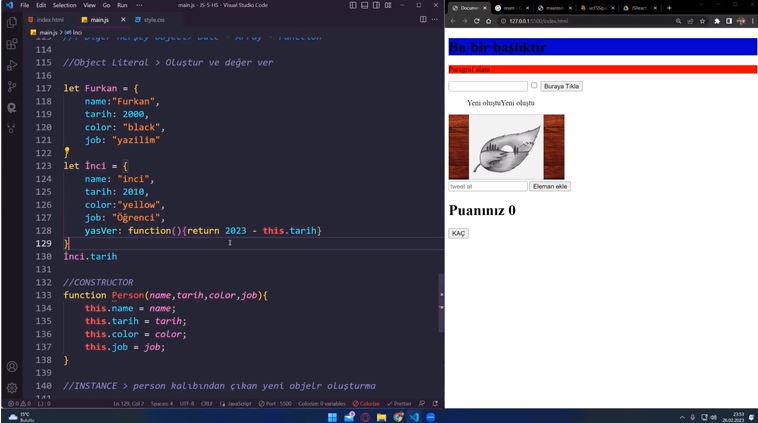 File Edit Selection View Go Run ... main.js - JS-S-HS - Visual Studio Code
index.html main.js style.css
main.js > İnci
114
115 //Object Literal > Oluştur ve değer ver
116
117 let Furkan = {
118 name:"Furkan",
119 tarih: 2000,
120 color: "black",
121 job: "yazilim"
122 }
123 let İnci = {
124 name: "inci",
125 tarih: 2010,
126 color:"yellow",
127 job: "Öğrenci",
128 yasVer: function(){return 2023 - this.tarih}
129 }
130 İnci.tarih
131
132 //CONSTRUCTOR
133 function Person(name,tarih,color,job){
134 this.name = name;
135 this.tarih = tarih;
136 this.color = color;
137 this.job = job;
138 }
139
140 //INSTANCE > person kalıbından çıkan yeni objelr oluşturma
Ln 129, Col 2 Spaces: 4 UTF-8 CRLF JavaScript Port : 5500 Colorize: 0 variables Colorize Prettier
127.0.0.1:5500/index.html
Bu bir başlıktır
Paragraf alanı
Buraya Tıkla
Yeni oluştuYeni oluştu
tweet at Eleman ekle
Puanınız 0
KAÇ
15°C
Cloudy
23:53
26.02.2023